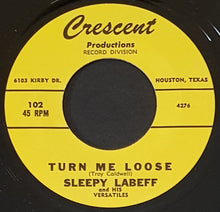 Crescent
Productions
RECORD DIVISION
6103 KIRBY DR.
HOUSTON, TEXAS
102
45 RPM
4276
TURN ME LOOSE
(Troy Caldwell)
SLEEPY LABEFF
and HIS
VERSATILES